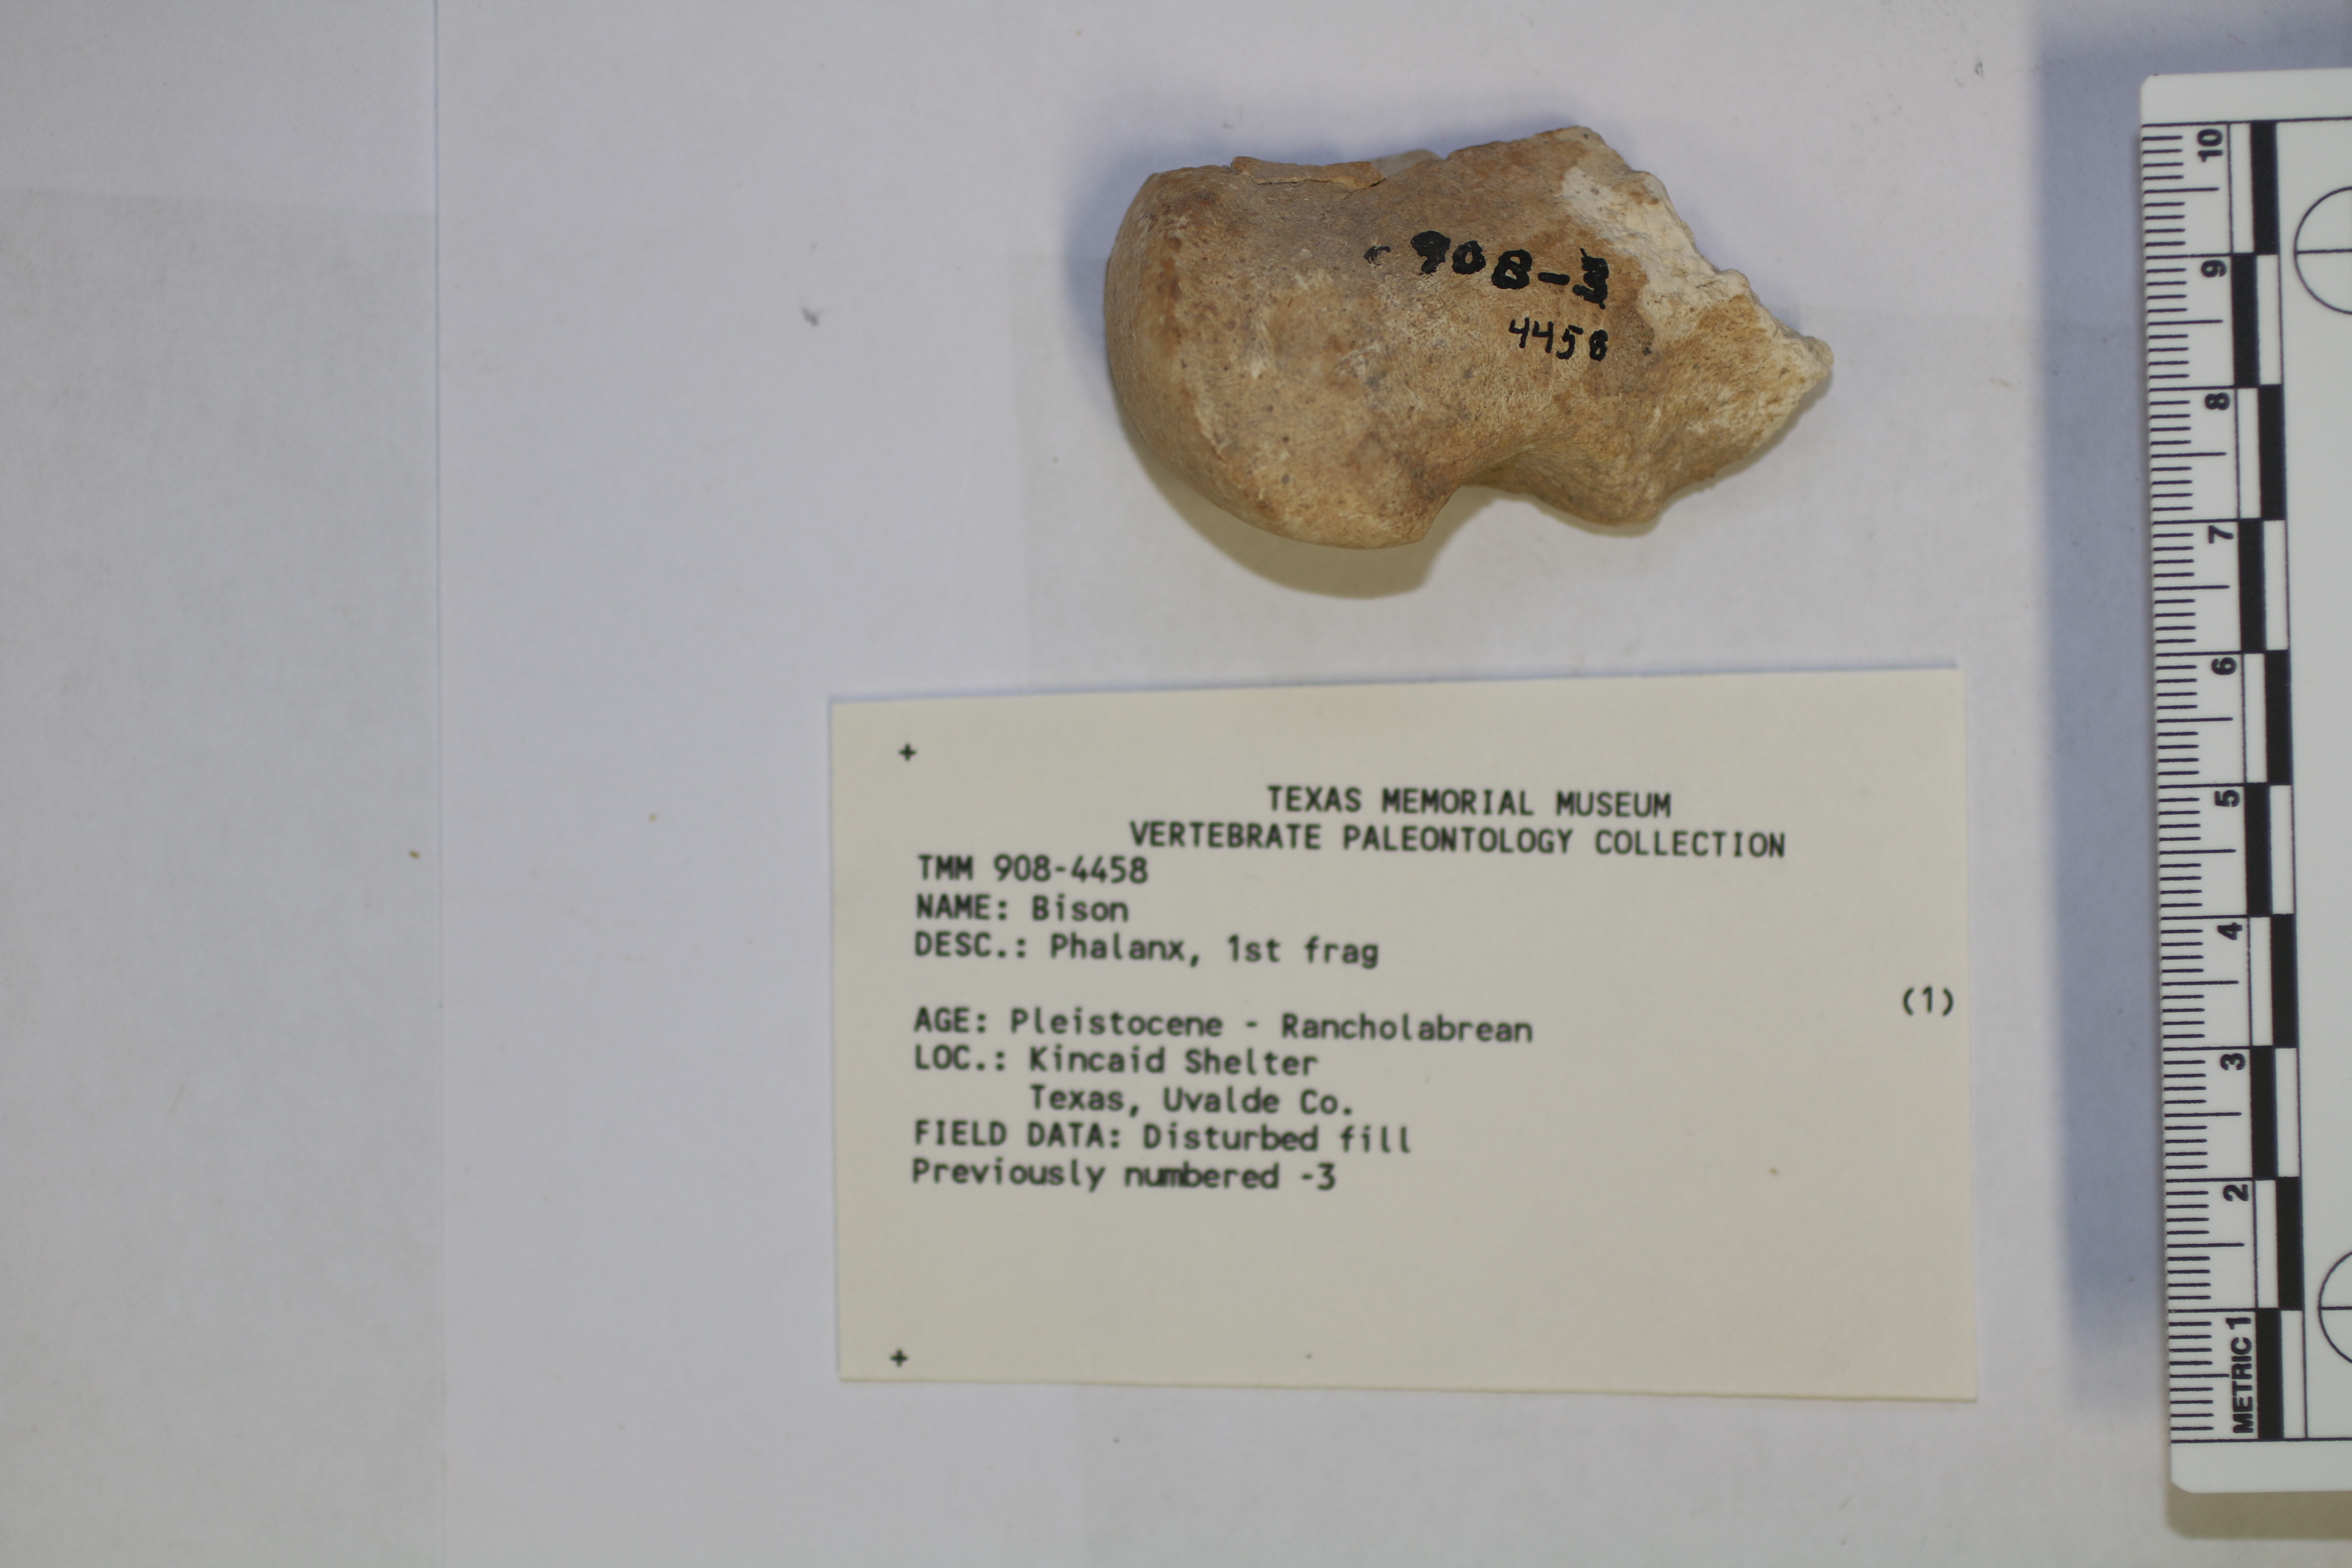 908-3
4458
+
TEXAS MEMORIAL MUSEUM
VERTEBRATE PALEONTOLOGY COLLECTION
TMM 908-4458
NAME: Bison
DESC.: Phalanx, 1st frag
(1)
AGE: Pleistocene - Rancholabrean
LOC.: Kincaid Shelter
Texas, Uvalde Co.
FIELD DATA: Disturbed fill
Previously numbered -3
+
10
9
8
7
6
5
4
3
2
METRIC 1